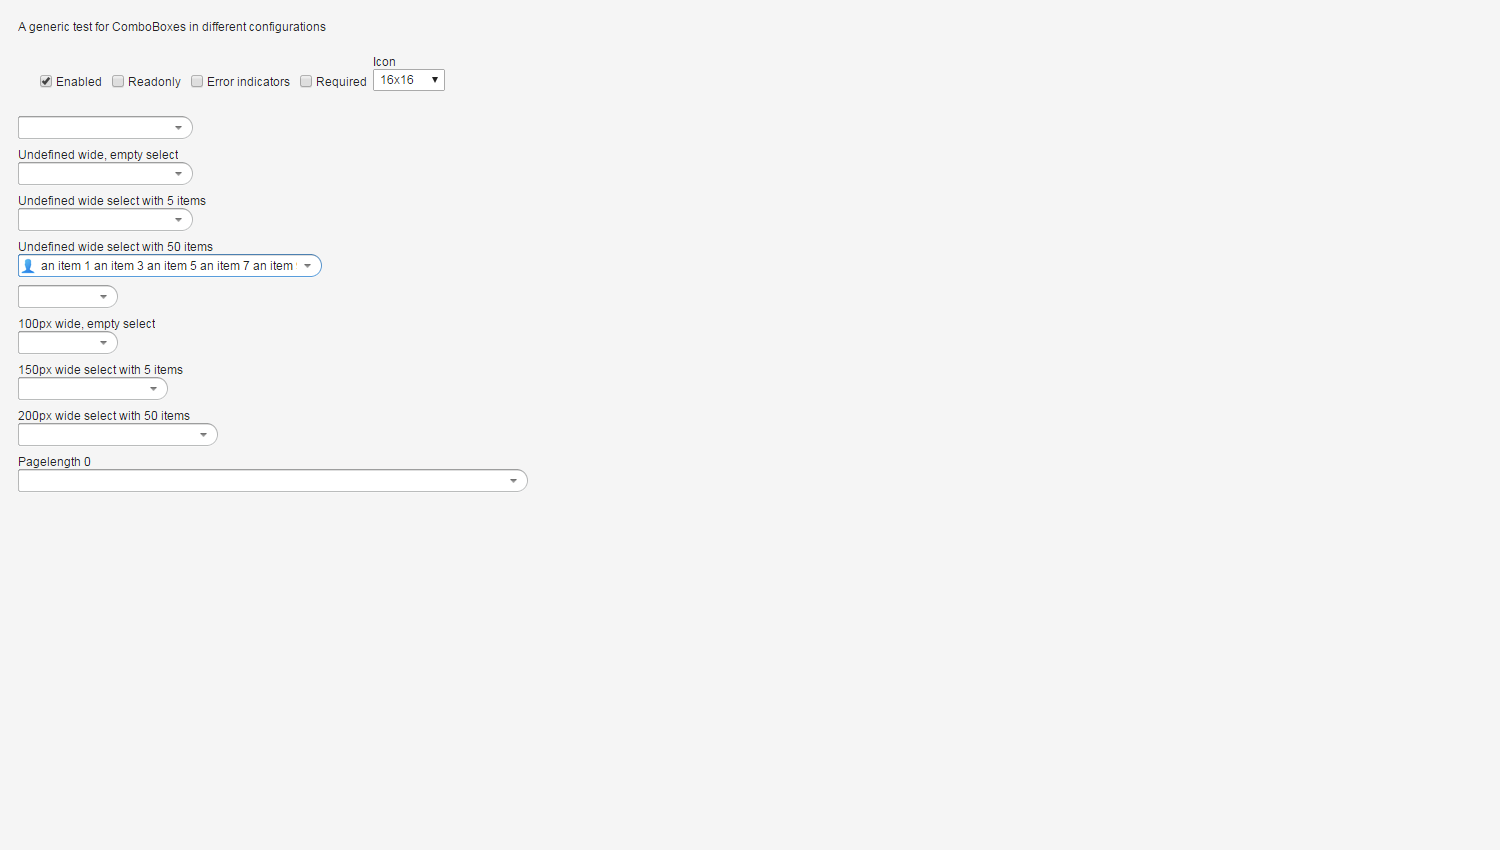 A generic test for ComboBoxes in different configurations
Icon
Enabled Readonly Error indicators Required 16x16
Undefined wide, empty select
Undefined wide select with 5 items
Undefined wide select with 50 items
an item 1 an item 3 an item 5 an item 7 an item
100px wide, empty select
150px wide select with 5 items
200px wide select with 50 items
Pagelength 0